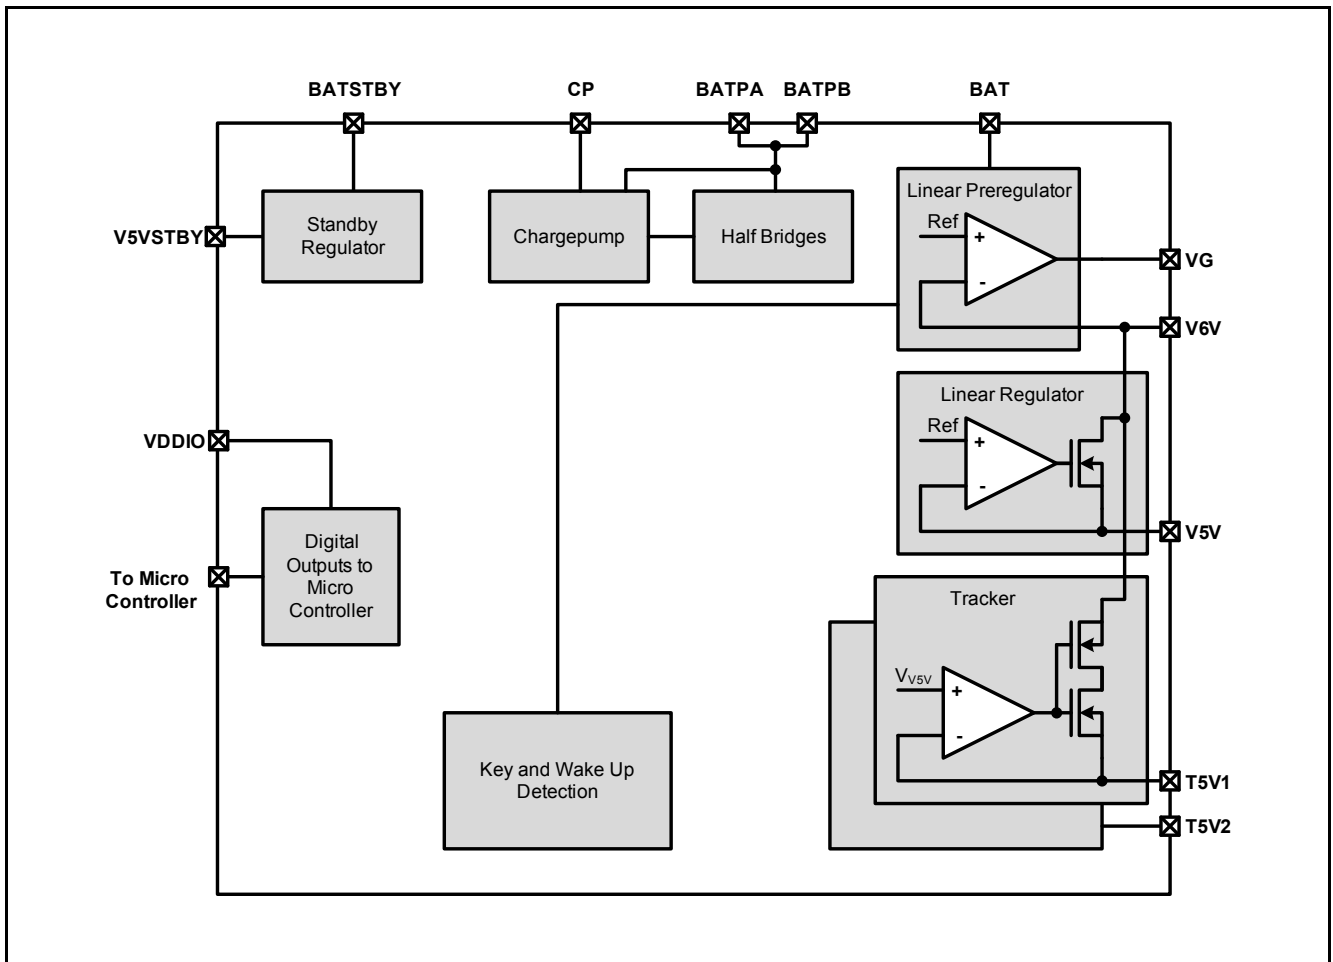 BATSTBY
CP
BATPA
BATPB
BAT
Standby
Regulator
Chargepump
Half Bridges
Linear Preregulator
Ref
+
-
V5VSTBY
VG
V6V
Linear Regulator
Ref
+
-
VDDIO
V5V
Digital
Outputs to
Micro
Controller
To Micro
Controller
Tracker
VV5V
+
-
Key and Wake Up
Detection
T5V1
T5V2